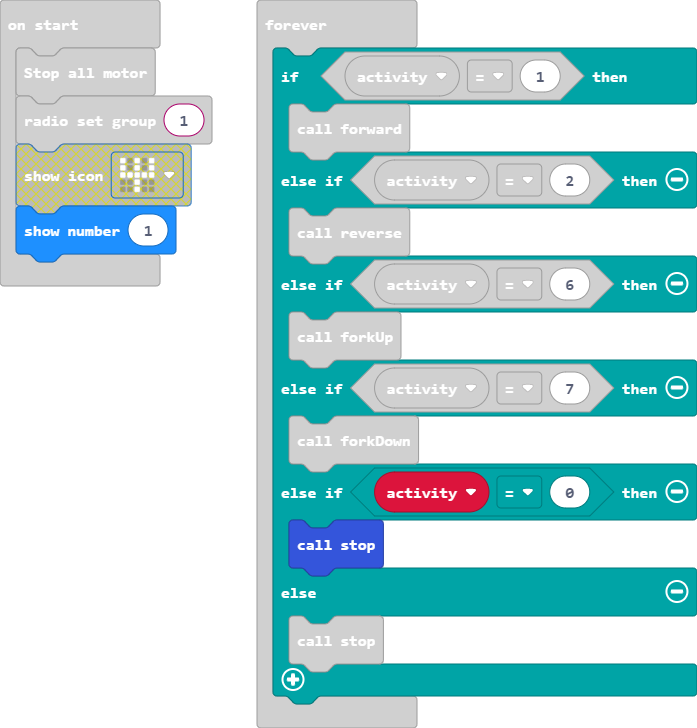 on start
Stop all motor
radio set group 1
show icon
show number 1
forever
if activity = 1 then
call forward
else if activity = 2 then
call reverse
else if activity = 6 then
call forkUp
else if activity = 7 then
call forkDown
else if activity = 0 then
call stop
else
call stop